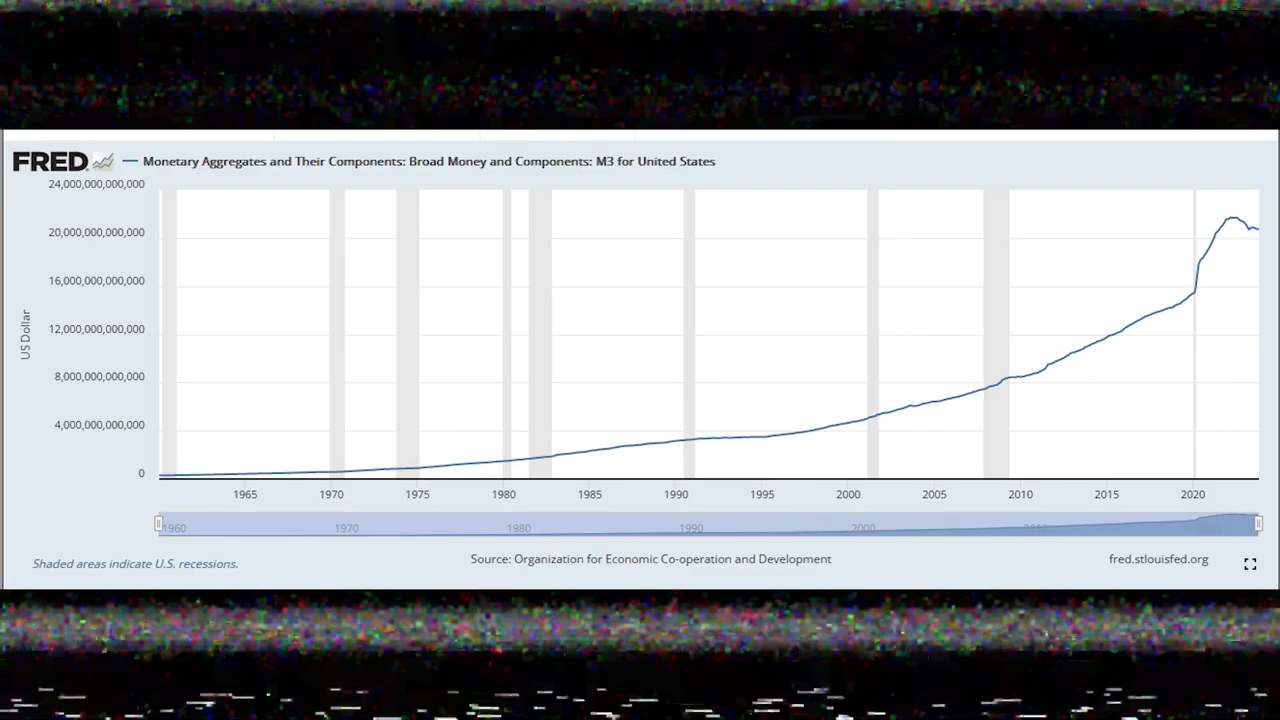 FRED
Monetary Aggregates and Their Components: Broad Money and Components: M3 for United States
24,000,000,000,000
20,000,000,000,000
16,000,000,000,000
12,000,000,000,000
8,000,000,000,000
4,000,000,000,000
0
US Dollar
1965 1970 1975 1980 1985 1990 1995 2000 2005 2010 2015 2020
1960 1970 1980 1990 2000 2010
Shaded areas indicate U.S. recessions.
Source: Organization for Economic Co-operation and Development
fred.stlouisfed.org